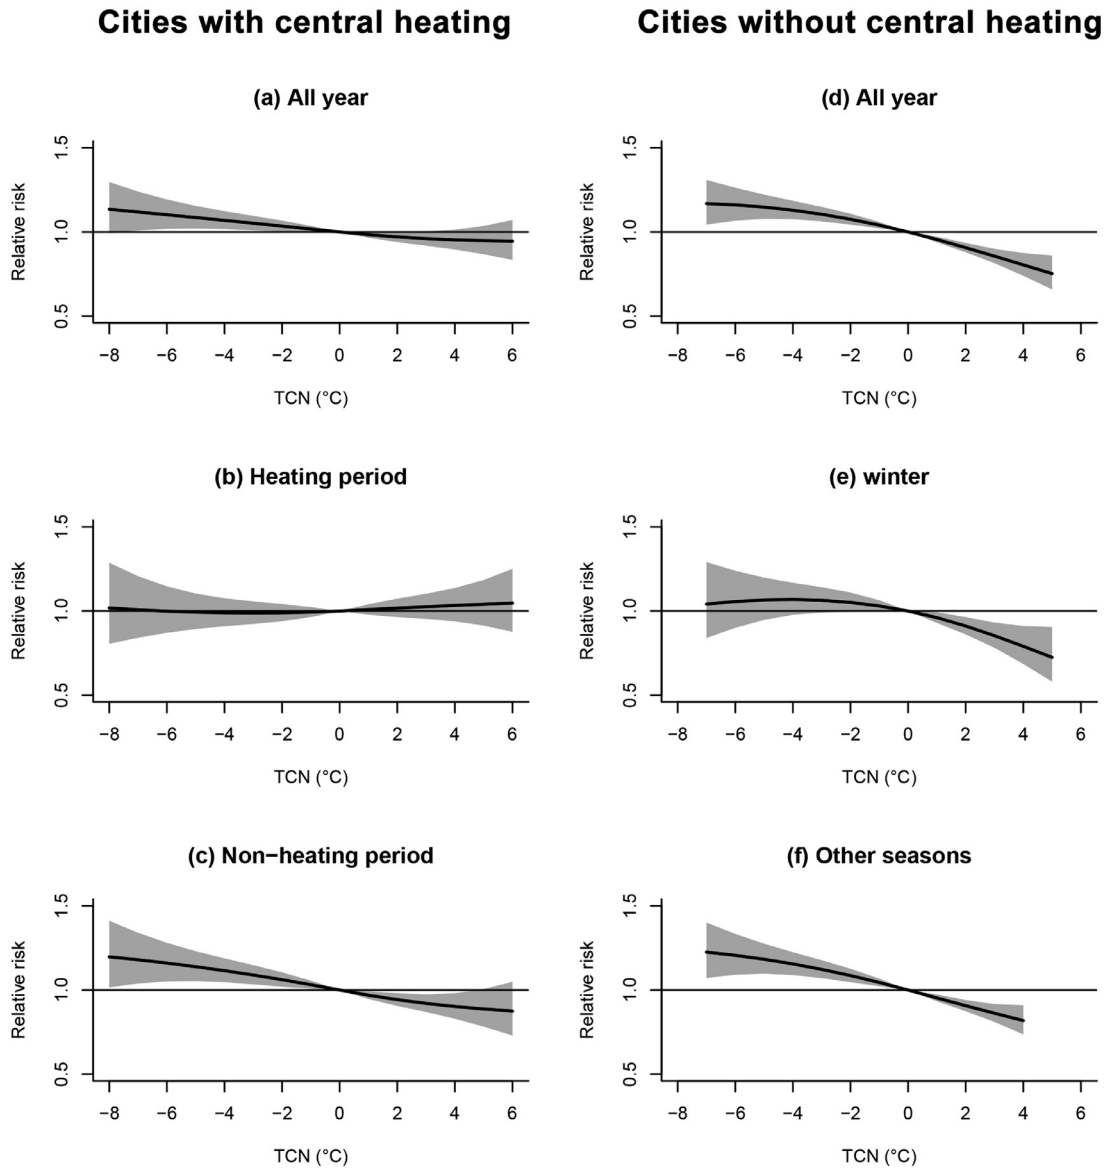 Cities with central heating
Cities without central heating
(a) All year
1.5
1.0
0.5
Relative risk
−8 −6 −4 −2 0 2 4 6
TCN (°C)
(d) All year
1.5
1.0
0.5
Relative risk
−8 −6 −4 −2 0 2 4 6
TCN (°C)
(b) Heating period
1.5
1.0
0.5
Relative risk
−8 −6 −4 −2 0 2 4 6
TCN (°C)
(e) winter
1.5
1.0
0.5
Relative risk
−8 −6 −4 −2 0 2 4 6
TCN (°C)
(c) Non−heating period
1.5
1.0
0.5
Relative risk
−8 −6 −4 −2 0 2 4 6
TCN (°C)
(f) Other seasons
1.5
1.0
0.5
Relative risk
−8 −6 −4 −2 0 2 4 6
TCN (°C)